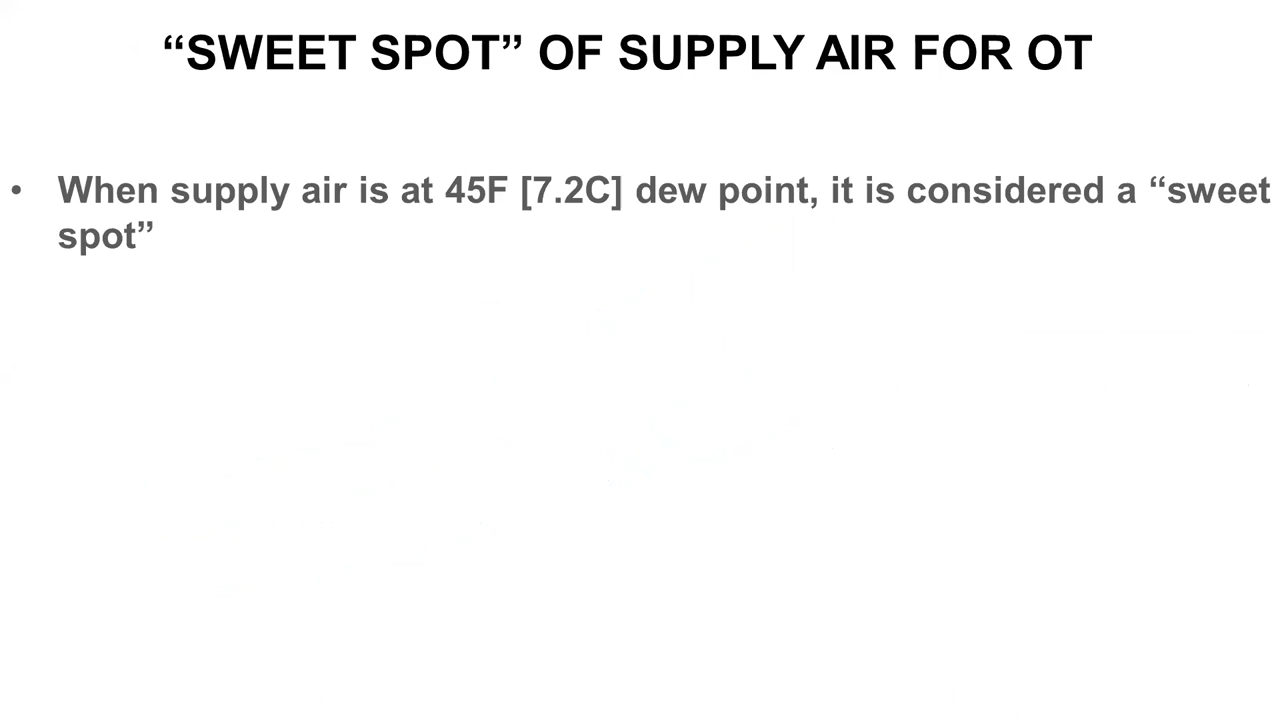 “SWEET SPOT” OF SUPPLY AIR FOR OT
• When supply air is at 45F [7.2C] dew point, it is considered a “sweet
spot”